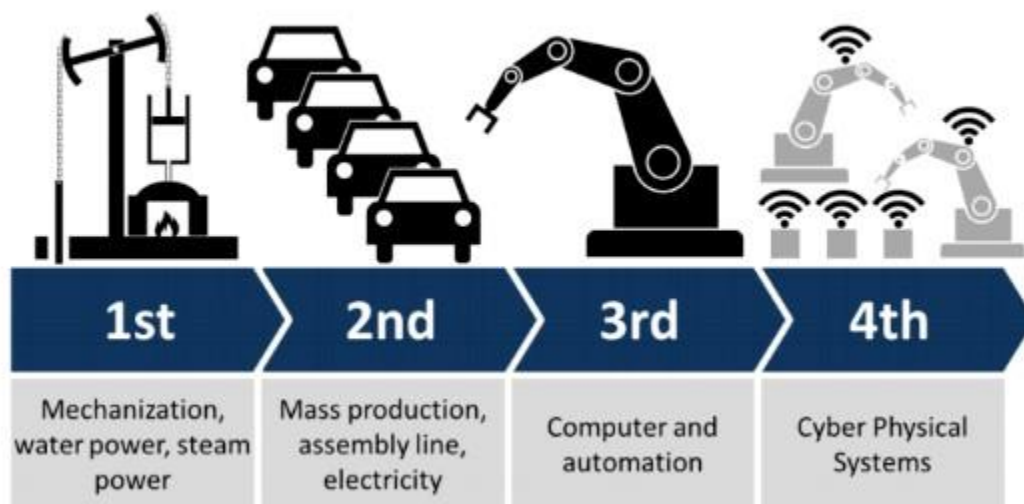 1st
2nd
3rd
4th
Mechanization,
water power, steam
power
Mass production,
assembly line,
electricity
Computer and
automation
Cyber Physical
Systems